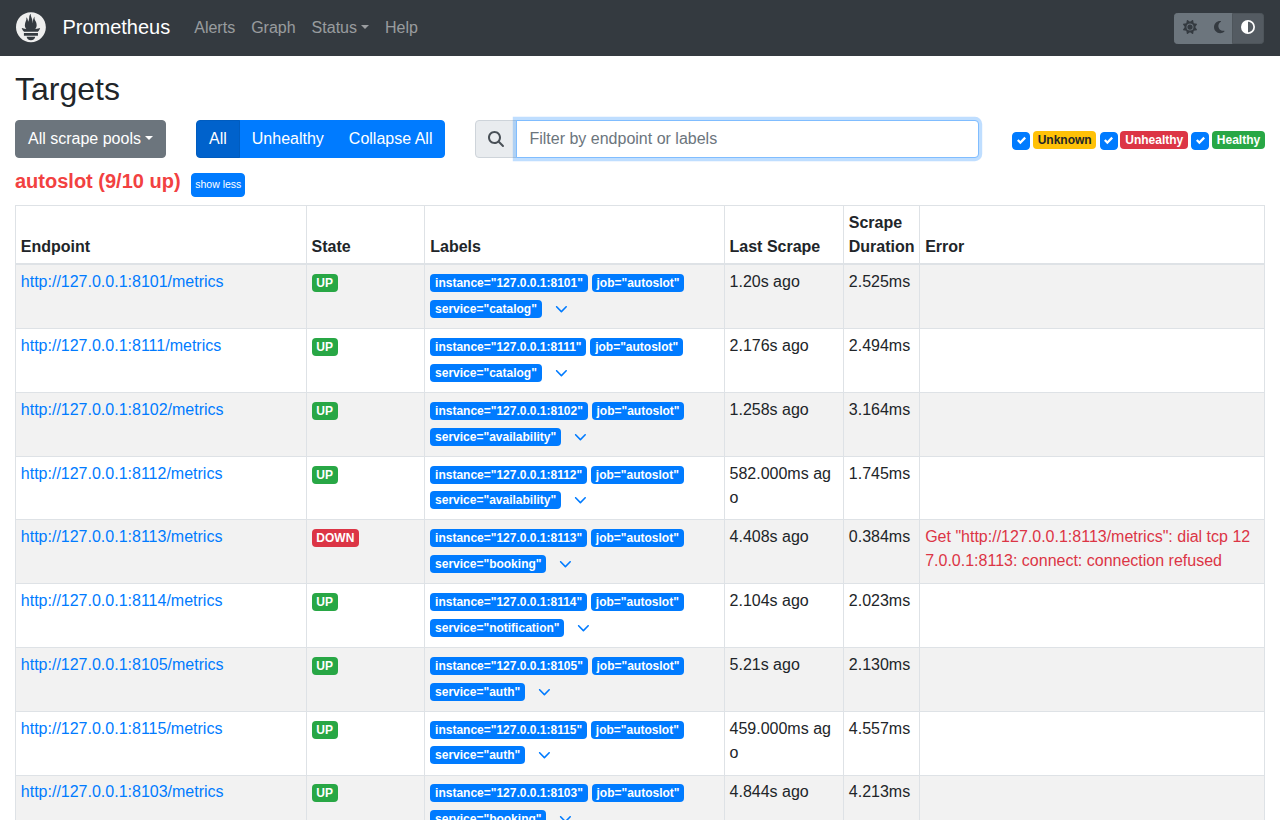 Prometheus Alerts Graph Status Help
Targets
All scrape pools All Unhealthy Collapse All Filter by endpoint or labels Unknown Unhealthy Healthy
autoslot (9/10 up) show less
Endpoint State Labels Last Scrape Scrape Duration Error
http://127.0.0.1:8101/metrics UP instance="127.0.0.1:8101" job="autoslot" 1.20s ago 2.525ms
service="catalog"
http://127.0.0.1:8111/metrics UP instance="127.0.0.1:8111" job="autoslot" 2.176s ago 2.494ms
service="catalog"
http://127.0.0.1:8102/metrics UP instance="127.0.0.1:8102" job="autoslot" 1.258s ago 3.164ms
service="availability"
http://127.0.0.1:8112/metrics UP instance="127.0.0.1:8112" job="autoslot" 582.000ms ag 1.745ms
service="availability" o
http://127.0.0.1:8113/metrics DOWN instance="127.0.0.1:8113" job="autoslot" 4.408s ago 0.384ms Get "http://127.0.0.1:8113/metrics": dial tcp 12
service="booking" 7.0.0.1:8113: connect: connection refused
http://127.0.0.1:8114/metrics UP instance="127.0.0.1:8114" job="autoslot" 2.104s ago 2.023ms
service="notification"
http://127.0.0.1:8105/metrics UP instance="127.0.0.1:8105" job="autoslot" 5.21s ago 2.130ms
service="auth"
http://127.0.0.1:8115/metrics UP instance="127.0.0.1:8115" job="autoslot" 459.000ms ag 4.557ms
service="auth" o
http://127.0.0.1:8103/metrics UP instance="127.0.0.1:8103" job="autoslot" 4.844s ago 4.213ms
service="booking"